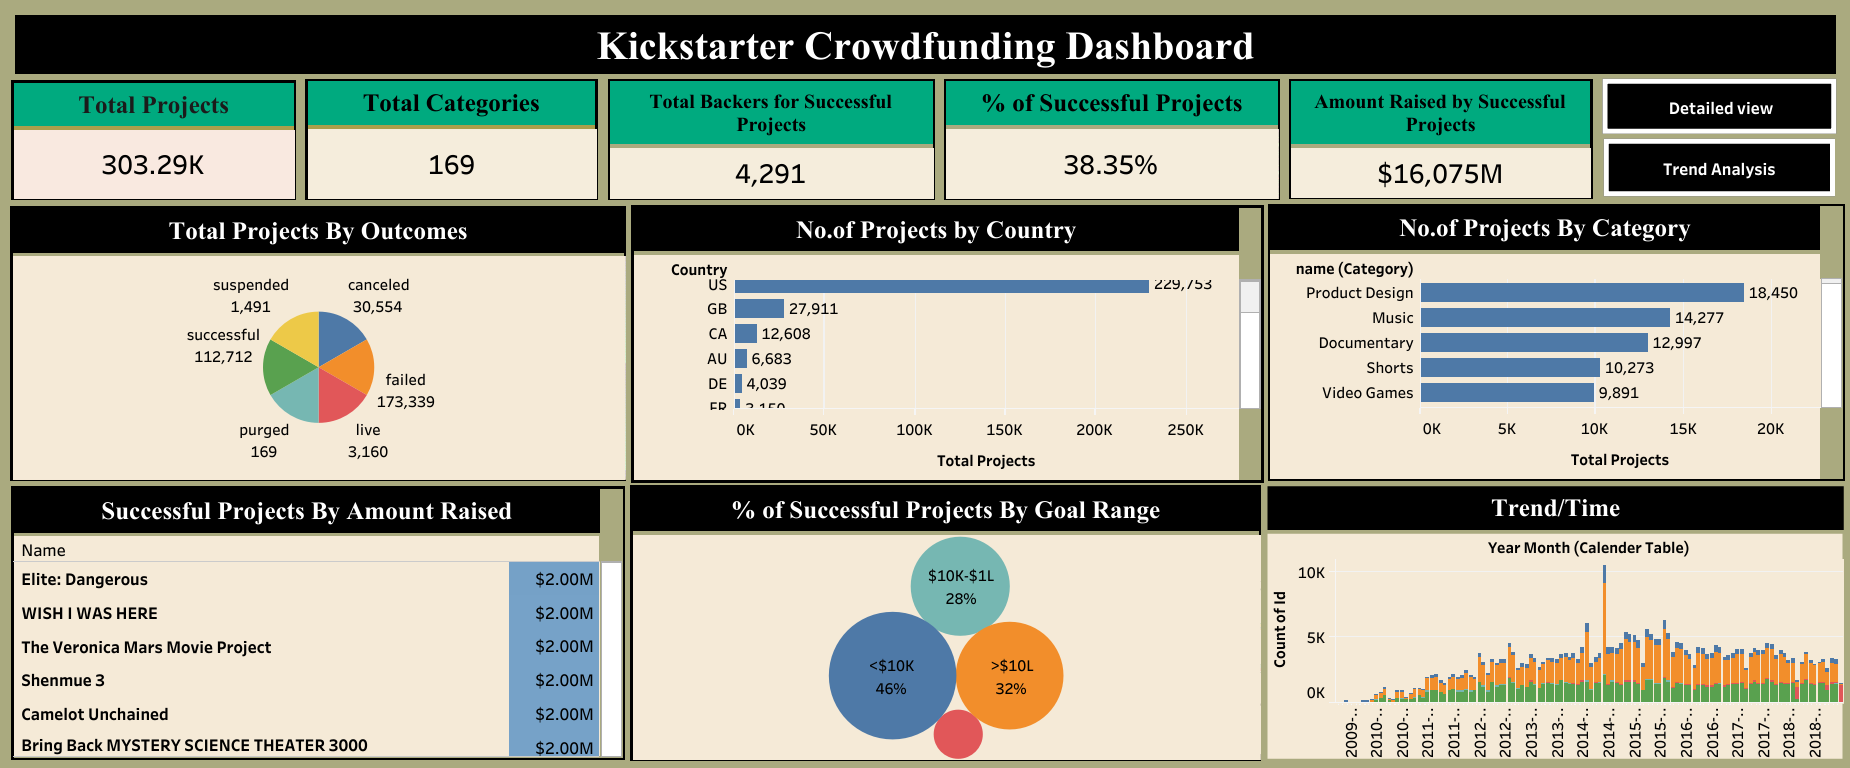 Kickstarter Crowdfunding Dashboard
Total Projects
303.29K
Total Categories
169
Total Backers for Successful
Projects
4,291
% of Successful Projects
38.35%
Amount Raised by Successful
Projects
$16,075M
Detailed view
Trend Analysis
Total Projects By Outcomes
suspended
1,491
canceled
30,554
successful
112,712
failed
173,339
purged
169
live
3,160
No.of Projects by Country
Country
US 229,753
GB 27,911
CA 12,608
AU 6,683
DE 4,039
FR 3,150
0K 50K 100K 150K 200K 250K
Total Projects
No.of Projects By Category
name (Category)
Product Design 18,450
Music 14,277
Documentary 12,997
Shorts 10,273
Video Games 9,891
0K 5K 10K 15K 20K
Total Projects
Successful Projects By Amount Raised
Name
Elite: Dangerous $2.00M
WISH I WAS HERE $2.00M
The Veronica Mars Movie Project $2.00M
Shenmue 3 $2.00M
Camelot Unchained $2.00M
Bring Back MYSTERY SCIENCE THEATER 3000 $2.00M
% of Successful Projects By Goal Range
$10K-$1L
28%
<$10K
46%
>$10L
32%
Trend/Time
Year Month (Calender Table)
Count of Id
10K
5K
0K
2009-..
2010-..
2010-..
2011-..
2011-..
2012-..
2012-..
2013-..
2013-..
2014-..
2014-..
2015-..
2015-..
2016-..
2016-..
2017-..
2017-..
2018-..
2018-..